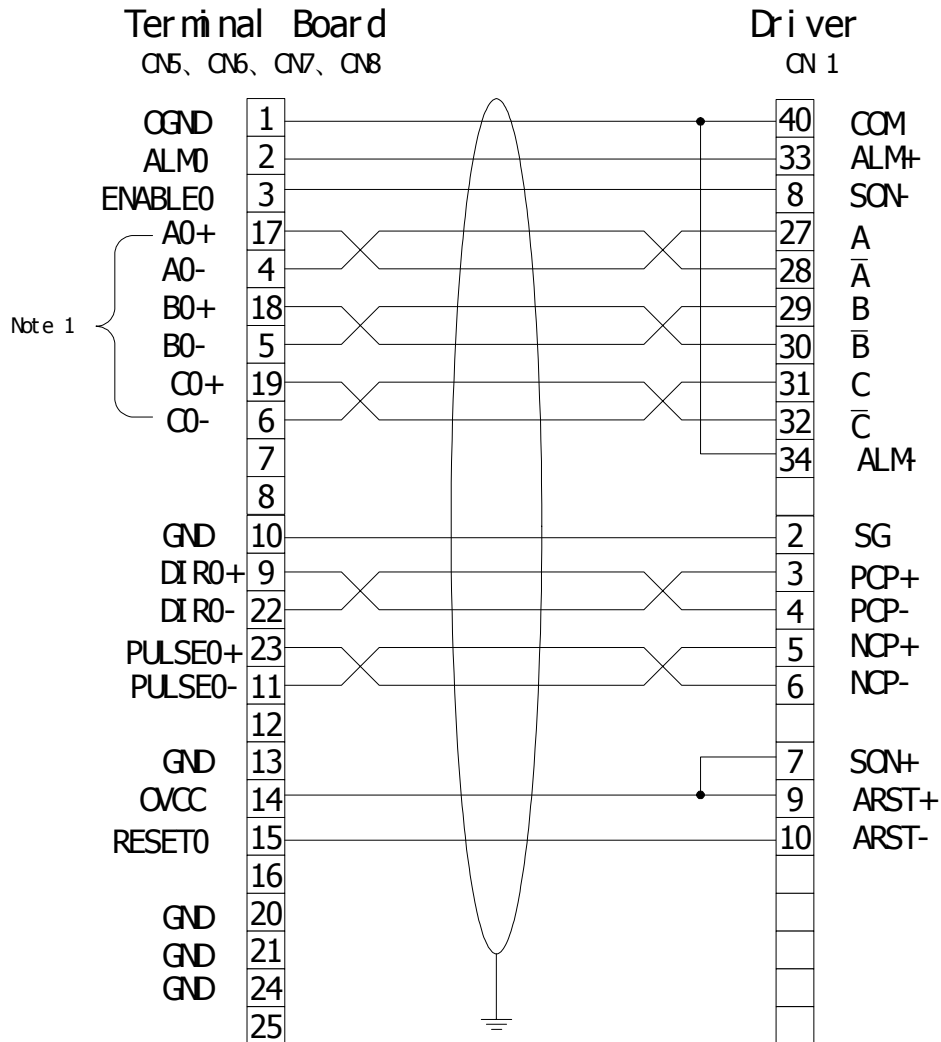 Terminal Board Driver
CN5、CN6、CN7、CN8 CN 1
OGND 1 40 COM
ALM0 2 33 ALM+
ENABLE0 3 8 SON-
A0+ 17 27 A
A0- 4 28 A̅
B0+ 18 29 B
Note 1
B0- 5 30 B̅
C0+ 19 31 C
C0- 6 32 C̅
7 34 ALM-
8
GND 10 2 SG
DIR0+ 9 3 PCP+
DIR0- 22 4 PCP-
PULSE0+ 23 5 NCP+
PULSE0- 11 6 NCP-
12
GND 13 7 SON+
OVCC 14 9 ARST+
RESET0 15 10 ARST-
16
GND 20
GND 21
GND 24
25